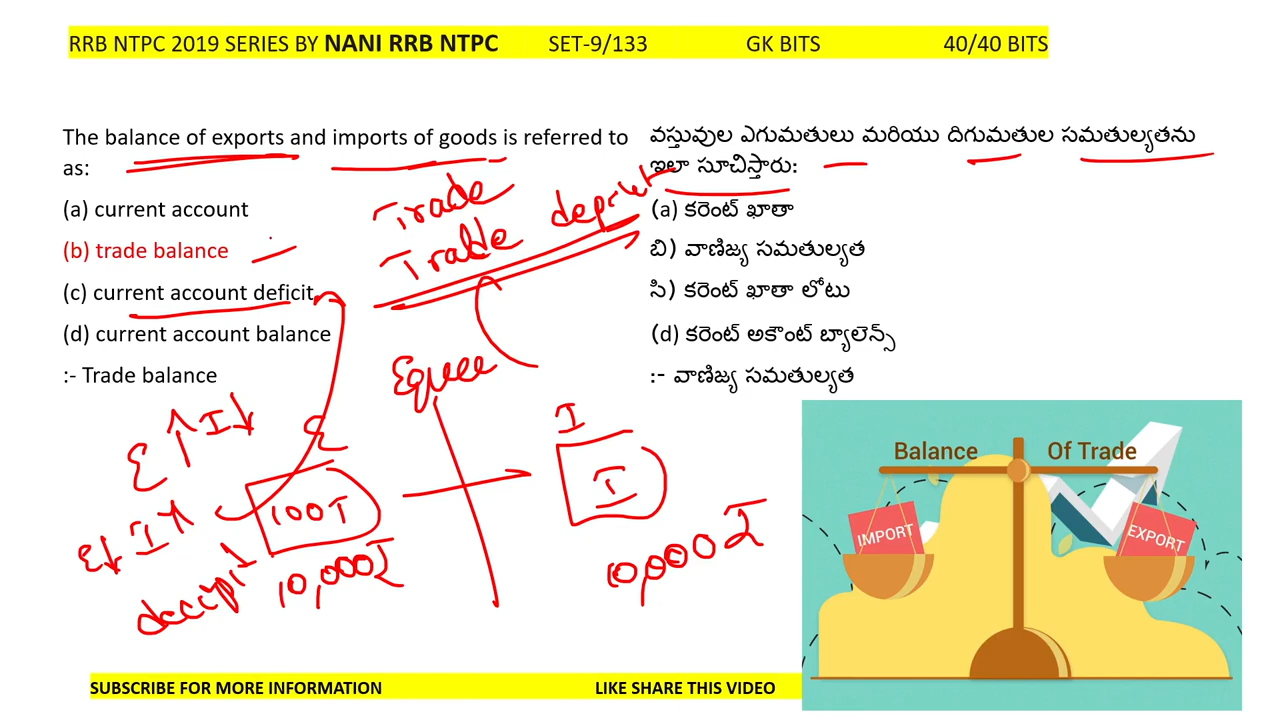 RRB NTPC 2019 SERIES BY NANI RRB NTPC SET-9/133 GK BITS 40/40 BITS
The balance of exports and imports of goods is referred to
as:
(a) current account
(b) trade balance
(c) current account deficit
(d) current account balance
:- Trade balance
వస్తువుల ఎగుమతులు మరియు దిగుమతుల సమతుల్యతను
ఇలా సూచిస్తారు:
(a) కరెంట్ ఖాతా
బి) వాణిజ్య సమతుల్యత
సి) కరెంట్ ఖాతా లోటు
(d) కరెంట్ అకౌంట్ బ్యాలెన్స్
:- వాణిజ్య సమతుల్యత
Trade
Trade
E I
E I
E
100T
10,000
I
I
10,000
Balance Of Trade
IMPORT EXPORT
SUBSCRIBE FOR MORE INFORMATION LIKE SHARE THIS VIDEO